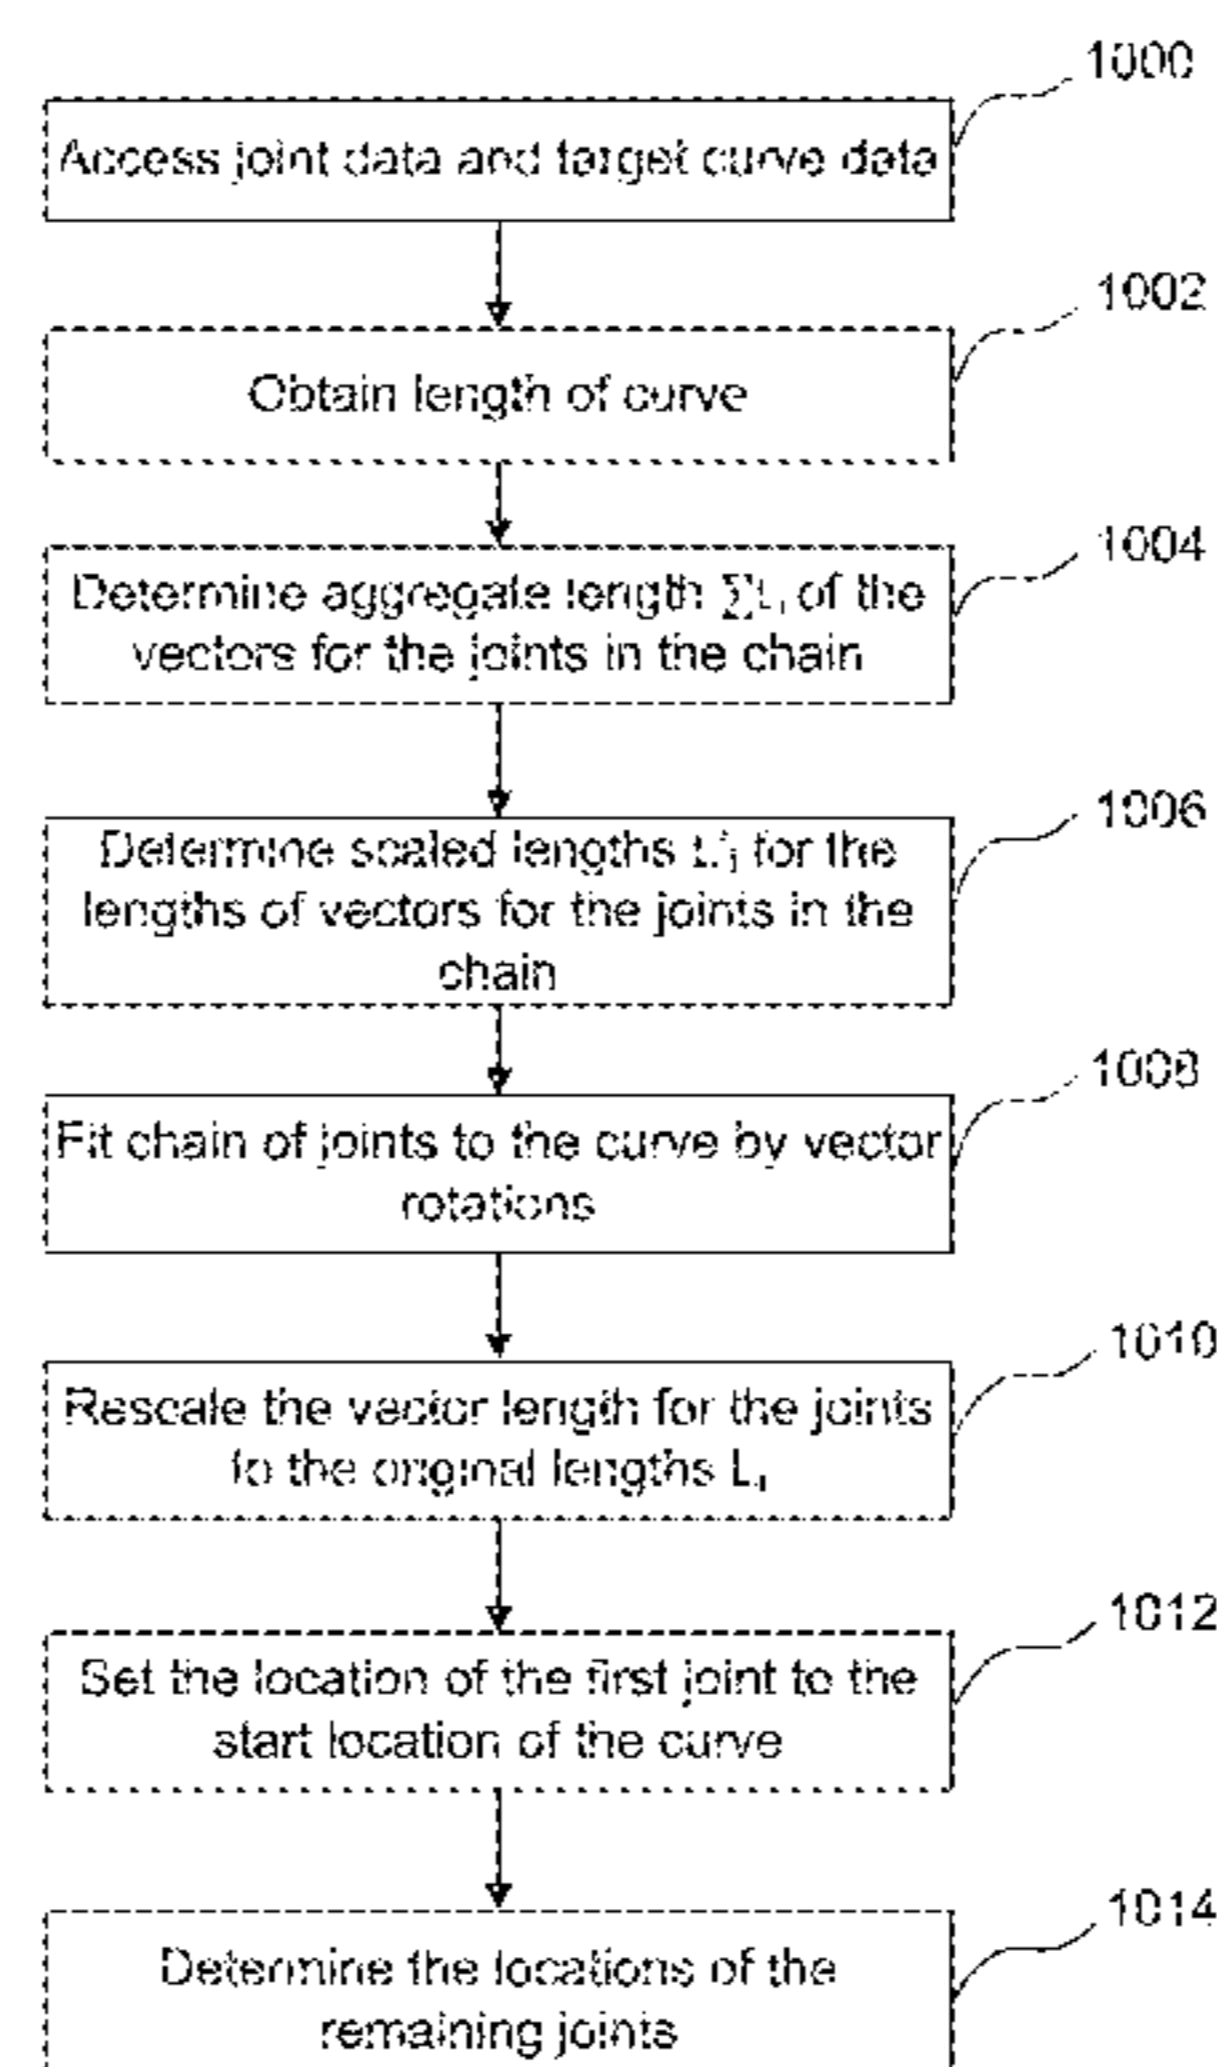 1000
Access joint data and target curve data
1002
Obtain length of curve
1004
Determine aggregate length ∑Lᵢ of the
vectors for the joints in the chain
1006
Determine scaled lengths L'ᵢ for the
lengths of vectors for the joints in the
chain
1008
Fit chain of joints to the curve by vector
rotations
1010
Rescale the vector length for the joints
to the original lengths Lᵢ
1012
Set the location of the first joint to the
start location of the curve
1014
Determine the locations of the
remaining joints